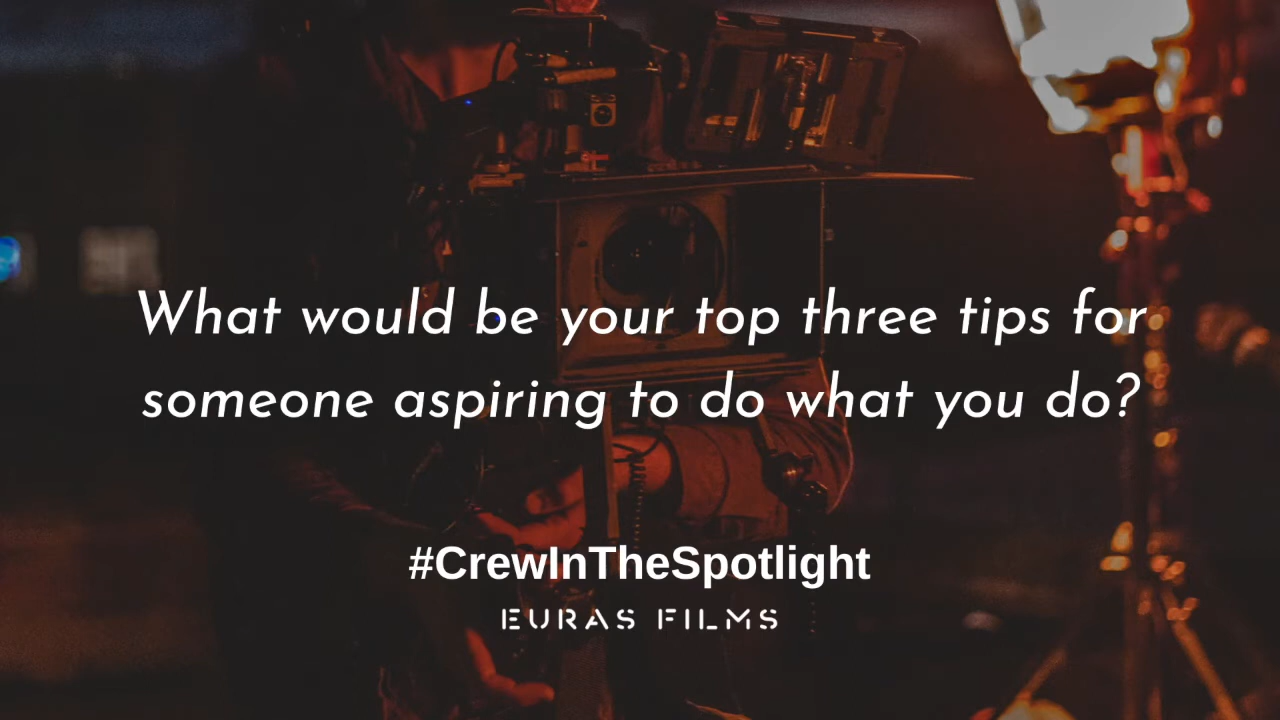 What would be your top three tips for
someone aspiring to do what you do?
#CrewInTheSpotlight
EURAS FILMS